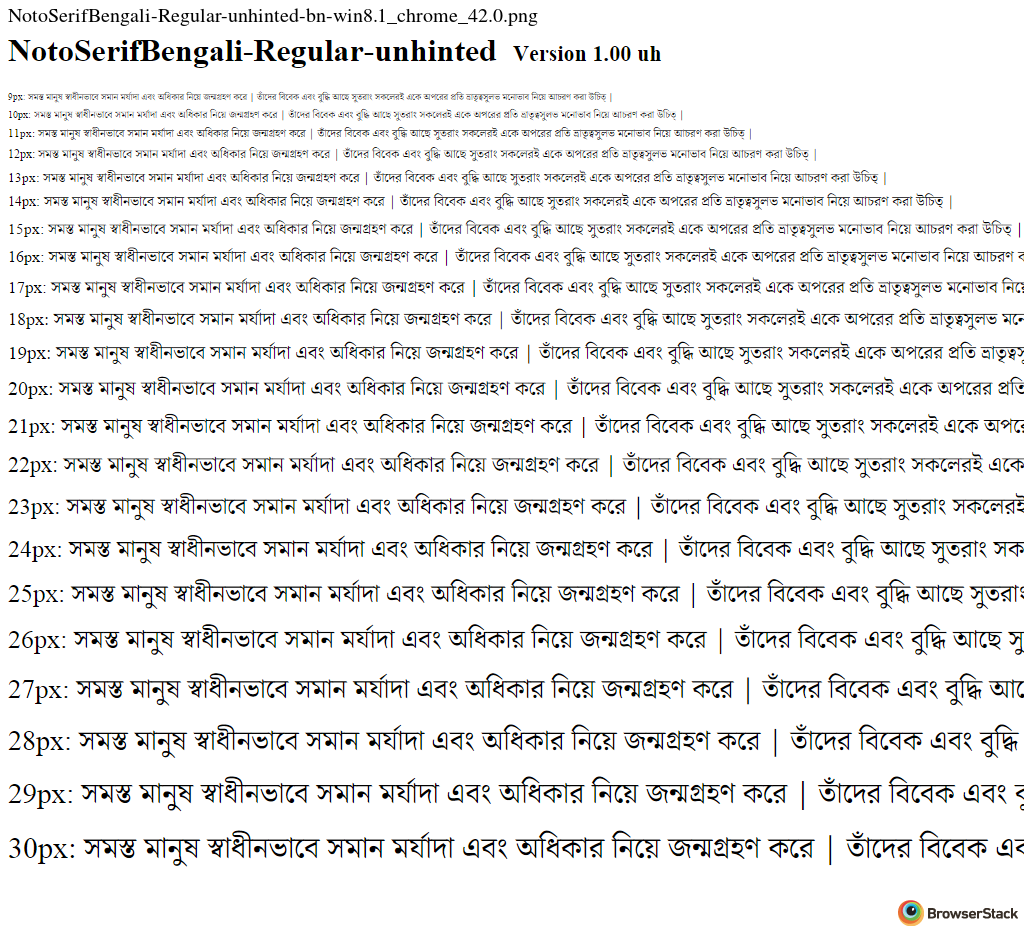 NotoSerifBengali-Regular-unhinted-bn-win8.1_chrome_42.0.png
NotoSerifBengali-Regular-unhinted Version 1.00 uh
9px: সমস্ত মানুষ স্বাধীনভাবে সমান মর্যাদা এবং অধিকার নিয়ে জন্মগ্রহণ করে | তাঁদের বিবেক এবং বুদ্ধি আছে সুতরাং সকলেরই একে অপরের প্রতি ভ্রাতৃত্বসুলভ মনোভাব নিয়ে আচরণ করা উচিত্ |
10px: সমস্ত মানুষ স্বাধীনভাবে সমান মর্যাদা এবং অধিকার নিয়ে জন্মগ্রহণ করে | তাঁদের বিবেক এবং বুদ্ধি আছে সুতরাং সকলেরই একে অপরের প্রতি ভ্রাতৃত্বসুলভ মনোভাব নিয়ে আচরণ করা উচিত্ |
11px: সমস্ত মানুষ স্বাধীনভাবে সমান মর্যাদা এবং অধিকার নিয়ে জন্মগ্রহণ করে | তাঁদের বিবেক এবং বুদ্ধি আছে সুতরাং সকলেরই একে অপরের প্রতি ভ্রাতৃত্বসুলভ মনোভাব নিয়ে আচরণ করা উচিত্ |
12px: সমস্ত মানুষ স্বাধীনভাবে সমান মর্যাদা এবং অধিকার নিয়ে জন্মগ্রহণ করে | তাঁদের বিবেক এবং বুদ্ধি আছে সুতরাং সকলেরই একে অপরের প্রতি ভ্রাতৃত্বসুলভ মনোভাব নিয়ে আচরণ করা উচিত্ |
13px: সমস্ত মানুষ স্বাধীনভাবে সমান মর্যাদা এবং অধিকার নিয়ে জন্মগ্রহণ করে | তাঁদের বিবেক এবং বুদ্ধি আছে সুতরাং সকলেরই একে অপরের প্রতি ভ্রাতৃত্বসুলভ মনোভাব নিয়ে আচরণ করা উচিত্ |
14px: সমস্ত মানুষ স্বাধীনভাবে সমান মর্যাদা এবং অধিকার নিয়ে জন্মগ্রহণ করে | তাঁদের বিবেক এবং বুদ্ধি আছে সুতরাং সকলেরই একে অপরের প্রতি ভ্রাতৃত্বসুলভ মনোভাব নিয়ে আচরণ করা উচিত্ |
15px: সমস্ত মানুষ স্বাধীনভাবে সমান মর্যাদা এবং অধিকার নিয়ে জন্মগ্রহণ করে | তাঁদের বিবেক এবং বুদ্ধি আছে সুতরাং সকলেরই একে অপরের প্রতি ভ্রাতৃত্বসুলভ মনোভাব নিয়ে আচরণ করা উচিত্ |
16px: সমস্ত মানুষ স্বাধীনভাবে সমান মর্যাদা এবং অধিকার নিয়ে জন্মগ্রহণ করে | তাঁদের বিবেক এবং বুদ্ধি আছে সুতরাং সকলেরই একে অপরের প্রতি ভ্রাতৃত্বসুলভ মনোভাব নিয়ে আচরণ
17px: সমস্ত মানুষ স্বাধীনভাবে সমান মর্যাদা এবং অধিকার নিয়ে জন্মগ্রহণ করে | তাঁদের বিবেক এবং বুদ্ধি আছে সুতরাং সকলেরই একে অপরের প্রতি ভ্রাতৃত্বসুলভ মনোভাব
18px: সমস্ত মানুষ স্বাধীনভাবে সমান মর্যাদা এবং অধিকার নিয়ে জন্মগ্রহণ করে | তাঁদের বিবেক এবং বুদ্ধি আছে সুতরাং সকলেরই একে অপরের প্রতি ভ্রাতৃত্বসুলভ
19px: সমস্ত মানুষ স্বাধীনভাবে সমান মর্যাদা এবং অধিকার নিয়ে জন্মগ্রহণ করে | তাঁদের বিবেক এবং বুদ্ধি আছে সুতরাং সকলেরই একে অপরের প্রতি
20px: সমস্ত মানুষ স্বাধীনভাবে সমান মর্যাদা এবং অধিকার নিয়ে জন্মগ্রহণ করে | তাঁদের বিবেক এবং বুদ্ধি আছে সুতরাং সকলেরই একে অপরের প্রতি
21px: সমস্ত মানুষ স্বাধীনভাবে সমান মর্যাদা এবং অধিকার নিয়ে জন্মগ্রহণ করে | তাঁদের বিবেক এবং বুদ্ধি আছে সুতরাং সকলেরই একে
22px: সমস্ত মানুষ স্বাধীনভাবে সমান মর্যাদা এবং অধিকার নিয়ে জন্মগ্রহণ করে | তাঁদের বিবেক এবং বুদ্ধি আছে সুতরাং সকলেরই একে
23px: সমস্ত মানুষ স্বাধীনভাবে সমান মর্যাদা এবং অধিকার নিয়ে জন্মগ্রহণ করে | তাঁদের বিবেক এবং বুদ্ধি আছে সুতরাং সকলেরই
24px: সমস্ত মানুষ স্বাধীনভাবে সমান মর্যাদা এবং অধিকার নিয়ে জন্মগ্রহণ করে | তাঁদের বিবেক এবং বুদ্ধি আছে সুতরাং সক
25px: সমস্ত মানুষ স্বাধীনভাবে সমান মর্যাদা এবং অধিকার নিয়ে জন্মগ্রহণ করে | তাঁদের বিবেক এবং বুদ্ধি আছে সুতরাং
26px: সমস্ত মানুষ স্বাধীনভাবে সমান মর্যাদা এবং অধিকার নিয়ে জন্মগ্রহণ করে | তাঁদের বিবেক এবং বুদ্ধি আছে সু
27px: সমস্ত মানুষ স্বাধীনভাবে সমান মর্যাদা এবং অধিকার নিয়ে জন্মগ্রহণ করে | তাঁদের বিবেক এবং বুদ্ধি
28px: সমস্ত মানুষ স্বাধীনভাবে সমান মর্যাদা এবং অধিকার নিয়ে জন্মগ্রহণ করে | তাঁদের বিবেক এবং বুদ্ধি
29px: সমস্ত মানুষ স্বাধীনভাবে সমান মর্যাদা এবং অধিকার নিয়ে জন্মগ্রহণ করে | তাঁদের বিবেক এবং
30px: সমস্ত মানুষ স্বাধীনভাবে সমান মর্যাদা এবং অধিকার নিয়ে জন্মগ্রহণ করে | তাঁদের বিবেক
BrowserStack